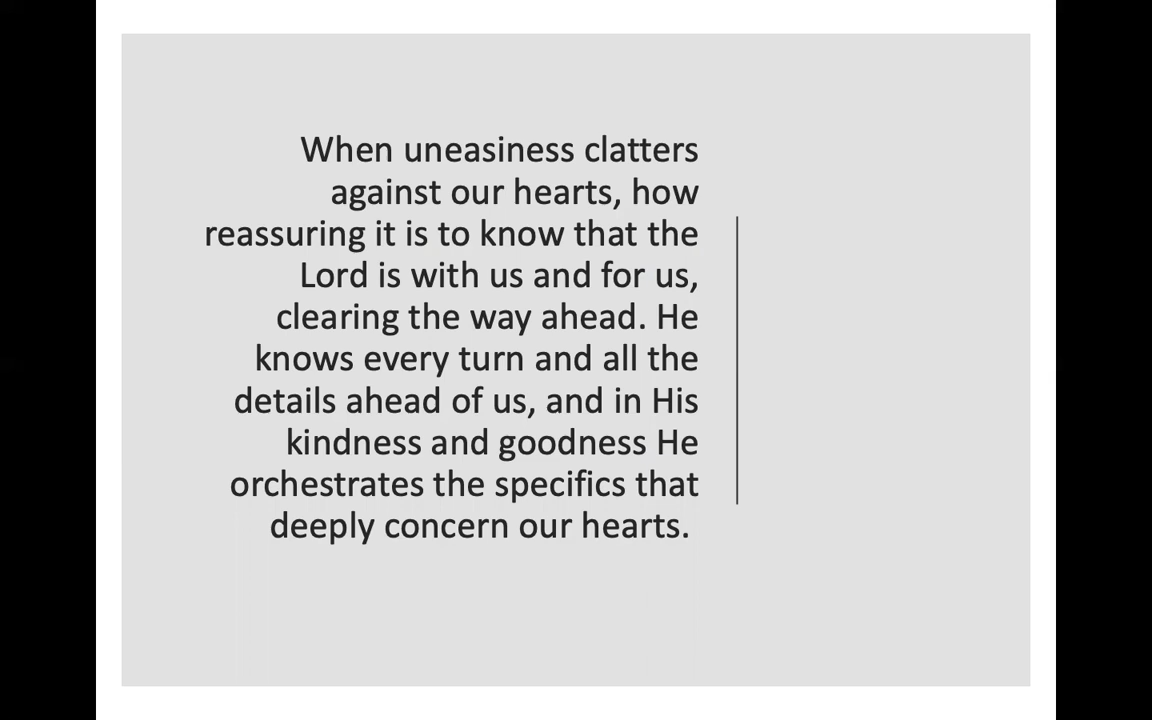 When uneasiness clatters
against our hearts, how
reassuring it is to know that the
Lord is with us and for us,
clearing the way ahead. He
knows every turn and all the
details ahead of us, and in His
kindness and goodness He
orchestrates the specifics that
deeply concern our hearts.